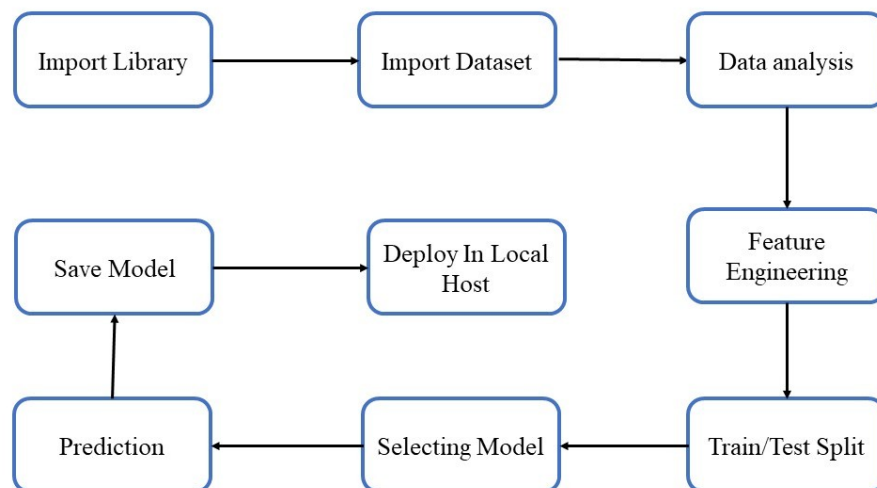 Import Library
Import Dataset
Data analysis
Feature
Engineering
Train/Test Split
Selecting Model
Prediction
Save Model
Deploy In Local
Host